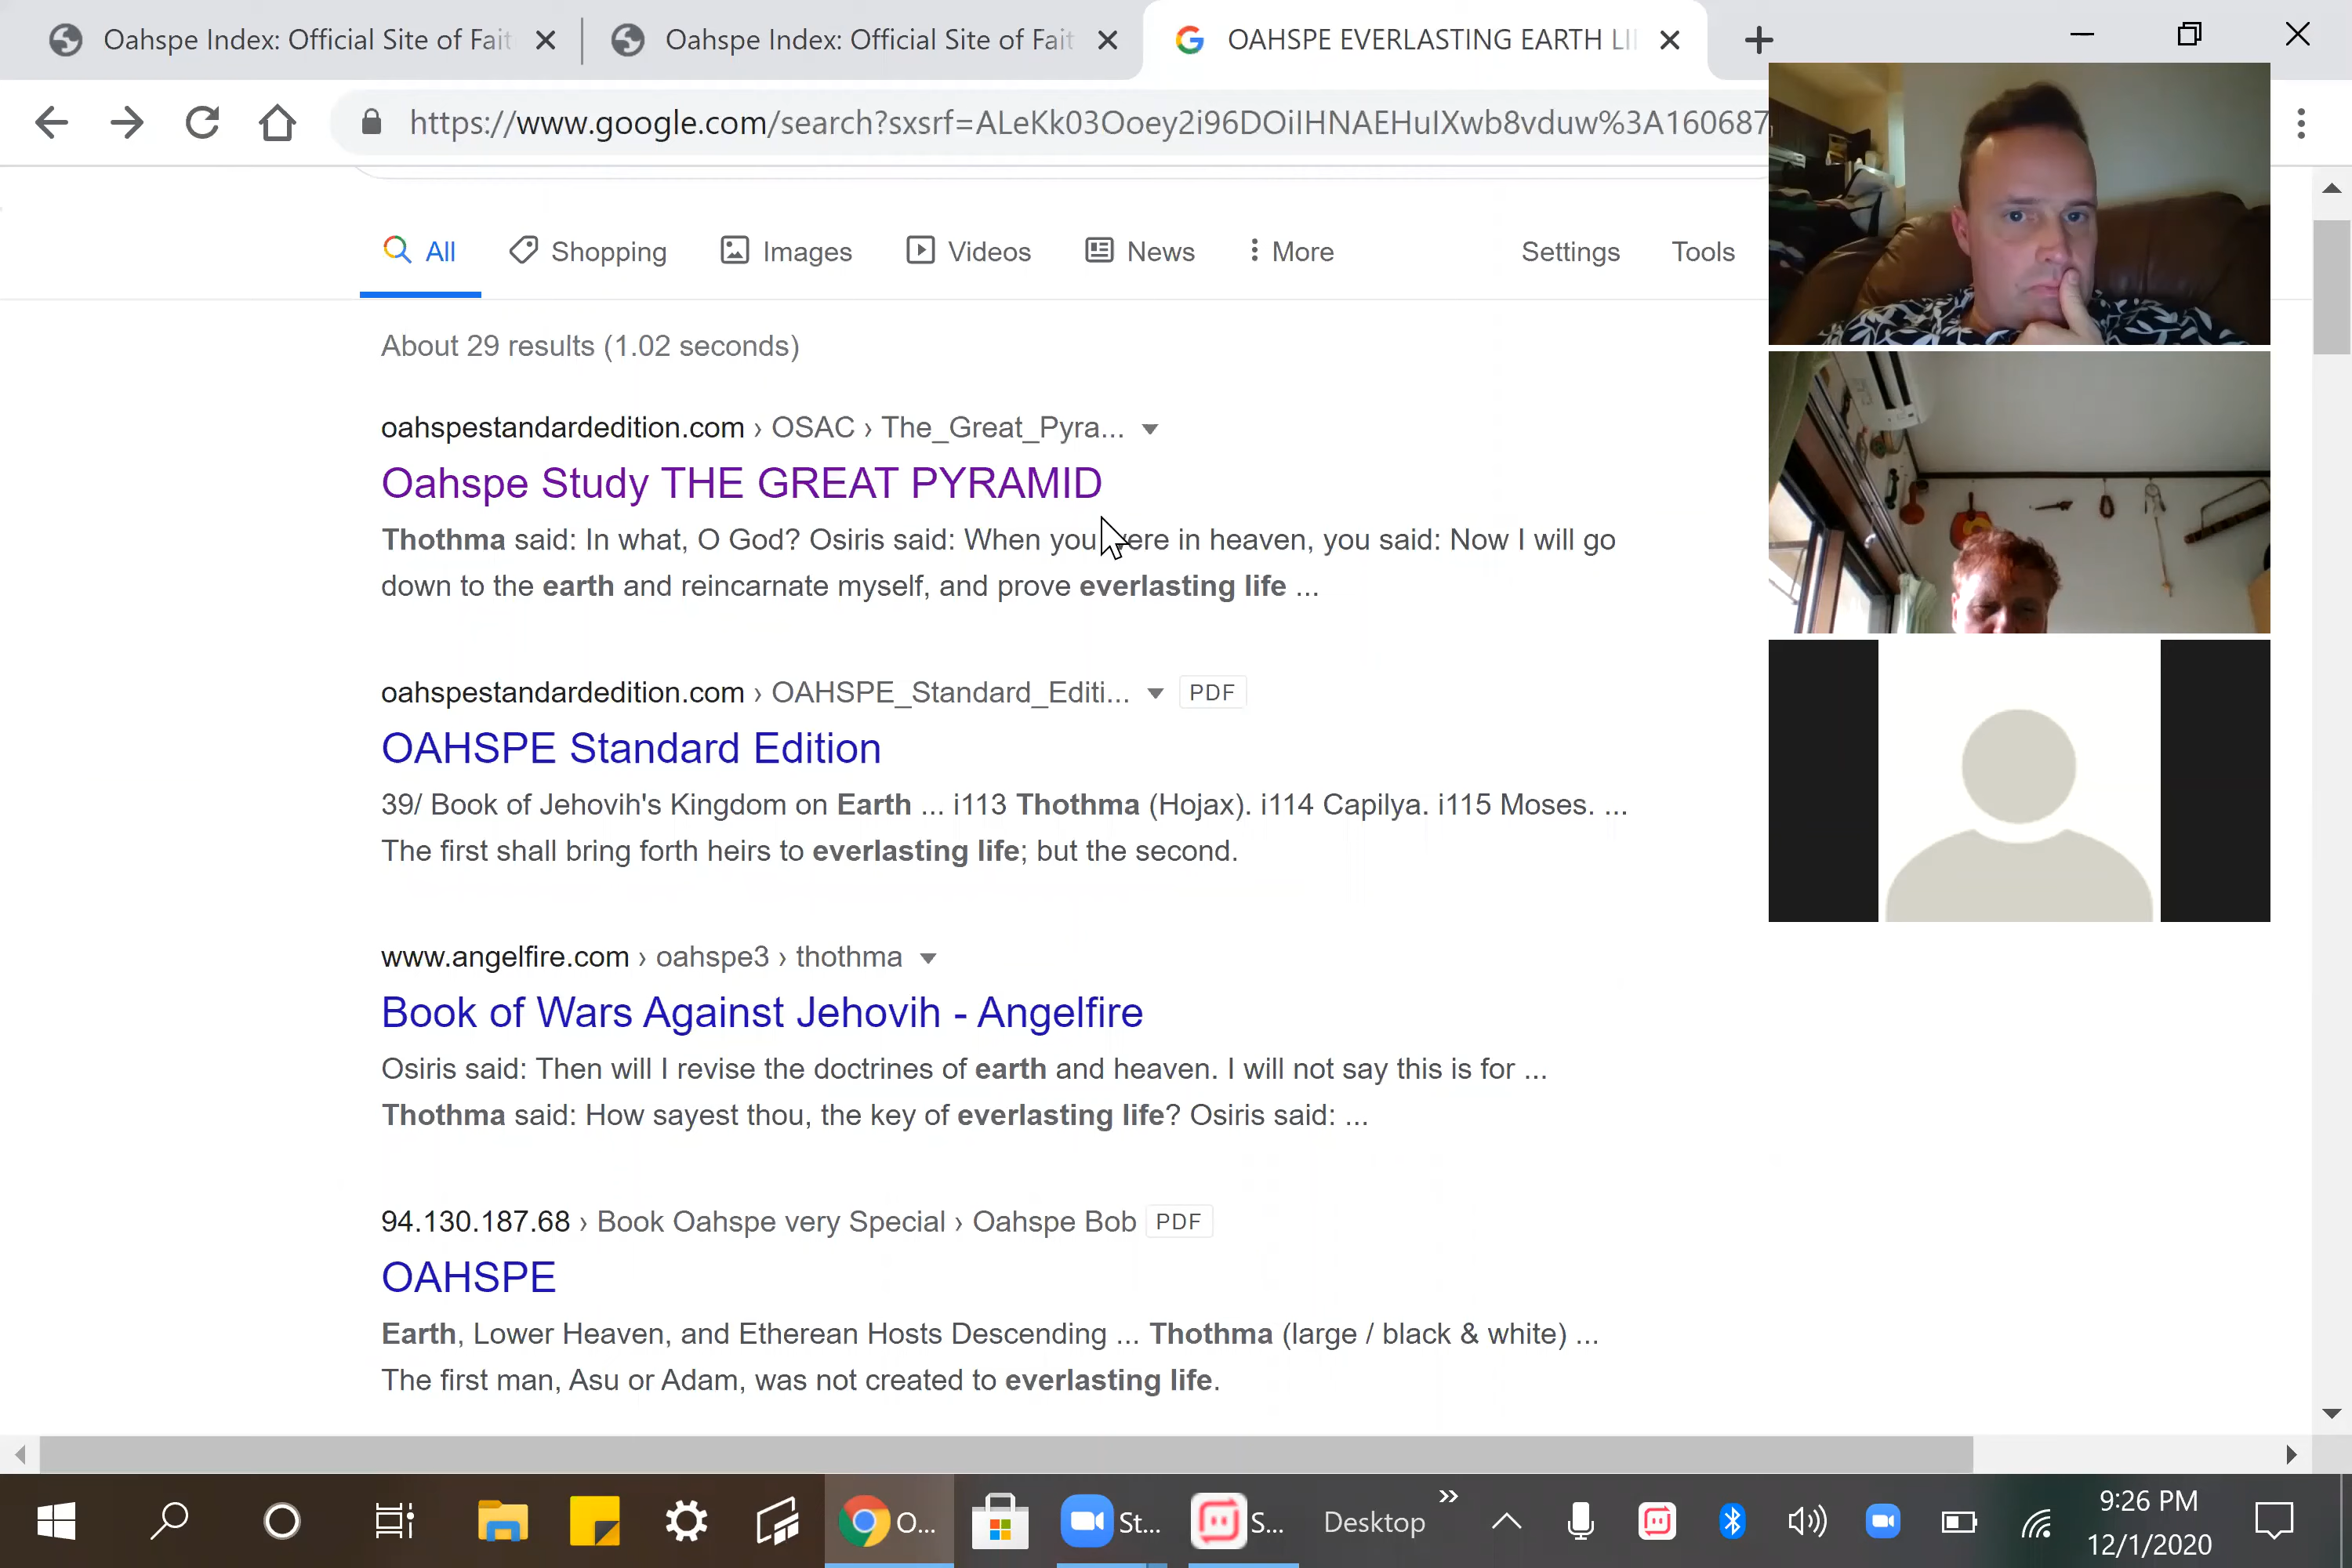 Oahspe Index: Official Site of Fait
Oahspe Index: Official Site of Fait
OAHSPE EVERLASTING EARTH LI
https://www.google.com/search?sxsrf=ALeKk03Ooey2i96DOiIHNAEHuIXwb8vduw%3A160687
All
Shopping
Images
Videos
News
More
Settings
Tools
About 29 results (1.02 seconds)
oahspestandardedition.com › OSAC › The_Great_Pyra...
Oahspe Study THE GREAT PYRAMID
Thothma said: In what, O God? Osiris said: When you were in heaven, you said: Now I will go
down to the earth and reincarnate myself, and prove everlasting life ...
oahspestandardedition.com › OAHSPE_Standard_Editi... PDF
OAHSPE Standard Edition
39/ Book of Jehovih's Kingdom on Earth ... i113 Thothma (Hojax). i114 Capilya. i115 Moses. ...
The first shall bring forth heirs to everlasting life; but the second.
www.angelfire.com › oahspe3 › thothma
Book of Wars Against Jehovih - Angelfire
Osiris said: Then will I revise the doctrines of earth and heaven. I will not say this is for ...
Thothma said: How sayest thou, the key of everlasting life? Osiris said: ...
94.130.187.68 › Book Oahspe very Special › Oahspe Bob PDF
OAHSPE
Earth, Lower Heaven, and Etherean Hosts Descending ... Thothma (large / black & white) ...
The first man, Asu or Adam, was not created to everlasting life.
O...
St...
S...
Desktop
9:26 PM
12/1/2020